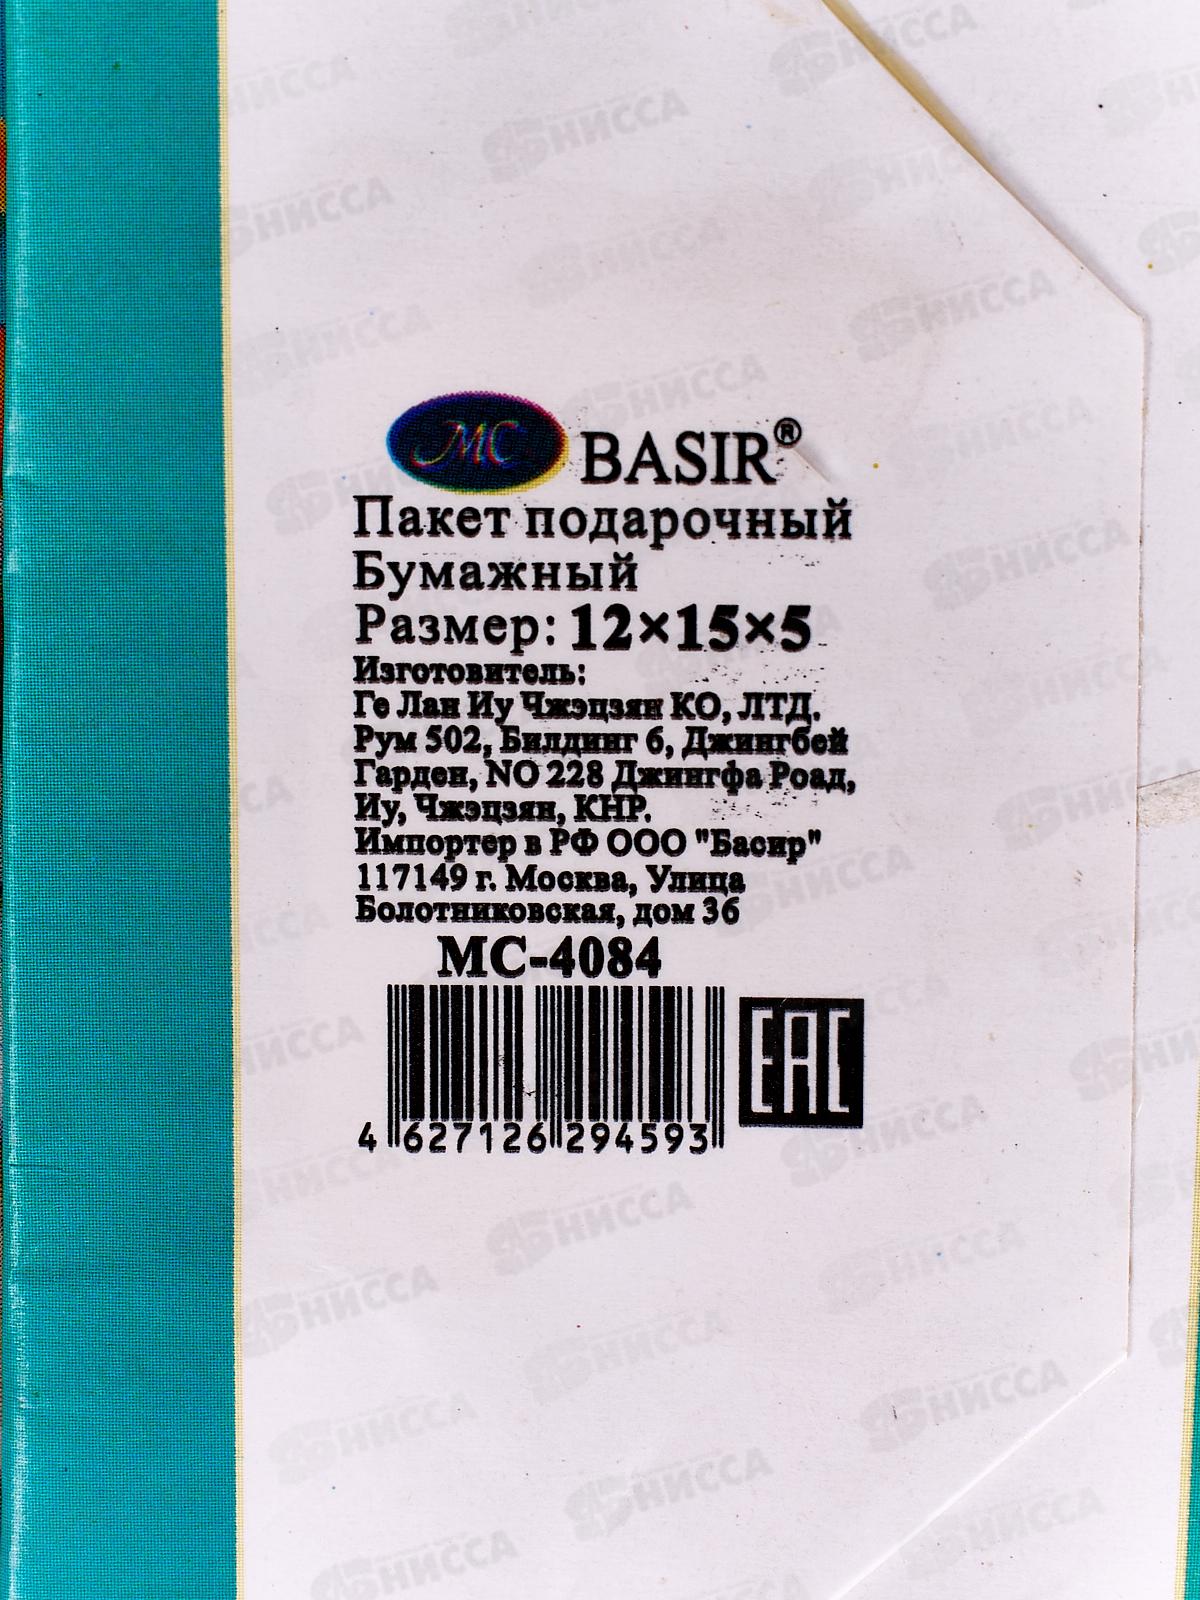 MC BASIR®
Пакет подарочный
Бумажный
Размер: 12×15×5
Изготовитель:
Ге Лан Иу Чжэцзян КО, ЛТД.
Рум 502, Билдинг 6, Джингбей
Гарден, NO 228 Джингфа Роад,
Иу, Чжэцзян, КНР.
Импортер в РФ ООО "Басир"
117149 г. Москва, Улица
Болотниковская, дом 36
МС-4084
4 627126 294593
EAC